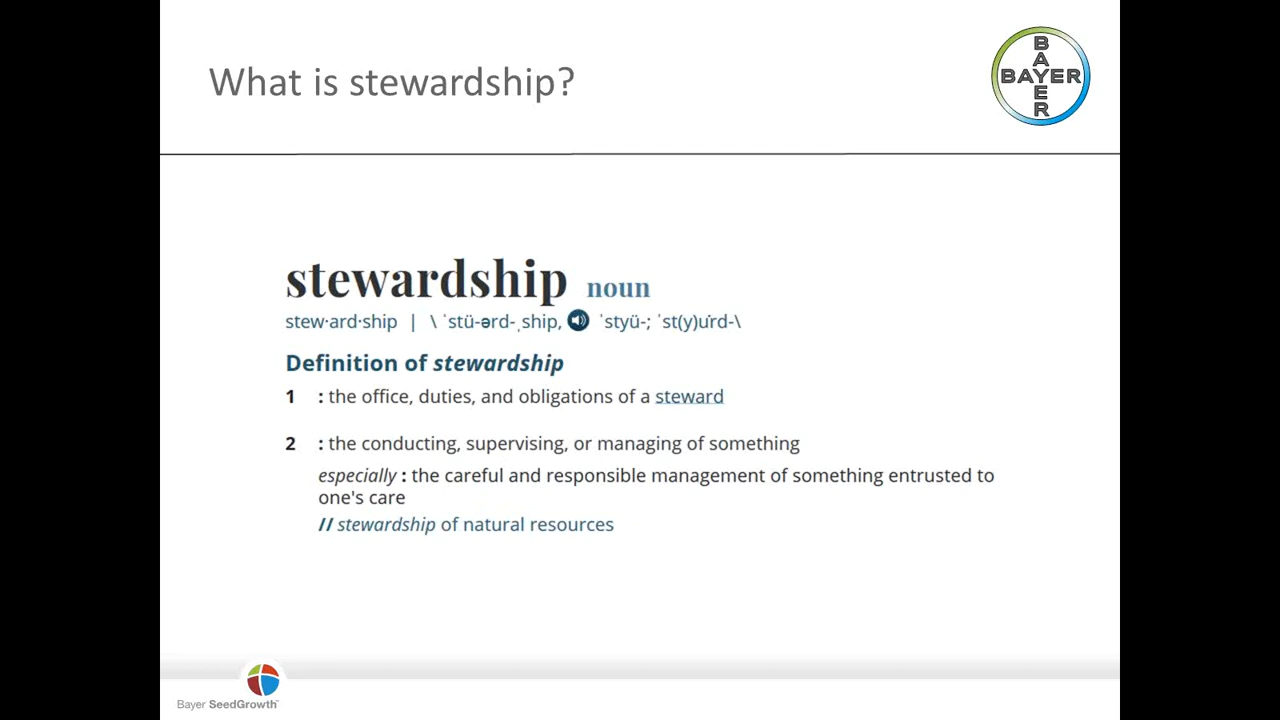 What is stewardship?
BAYER
BAYER
stewardship noun
stew·ard·ship | \ ˈstü-ərd-ˌship, ˈstyü-; ˈst(y)u̇rd-\
Definition of stewardship
1 : the office, duties, and obligations of a steward
2 : the conducting, supervising, or managing of something
especially : the careful and responsible management of something entrusted to
one's care
// stewardship of natural resources
Bayer SeedGrowth™